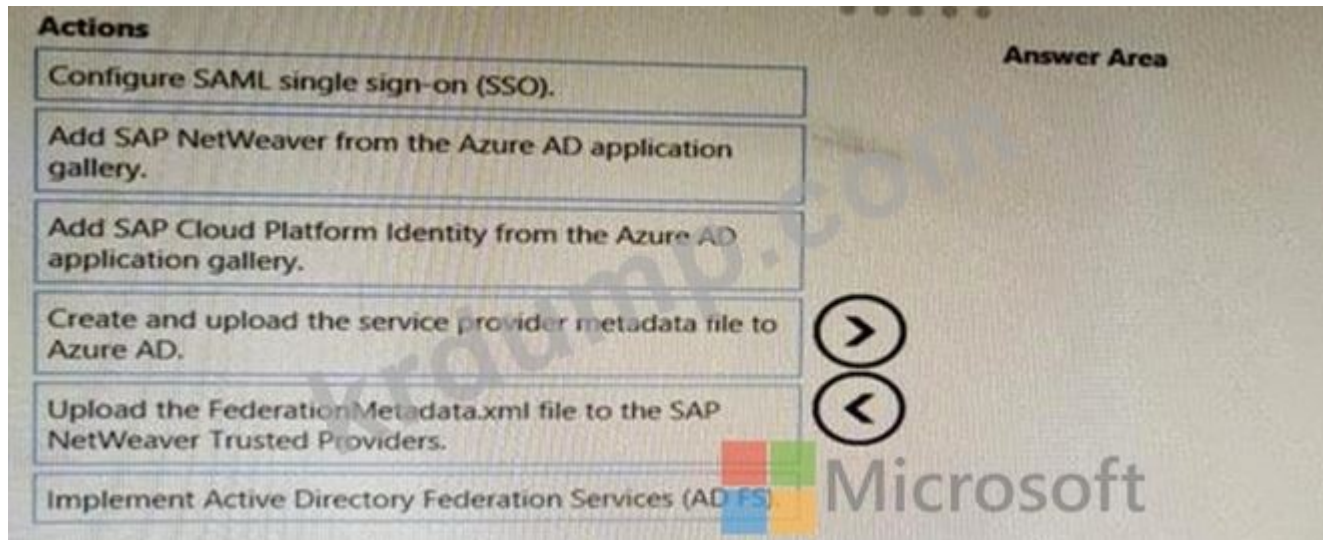 Actions
Answer Area
Configure SAML single sign-on (SSO).
Add SAP NetWeaver from the Azure AD application
gallery.
Add SAP Cloud Platform Identity from the Azure AD
application gallery.
Create and upload the service provider metadata file to
Azure AD.
Upload the FederationMetadata.xml file to the SAP
NetWeaver Trusted Providers.
Implement Active Directory Federation Services (AD FS).
krdump.com
Microsoft